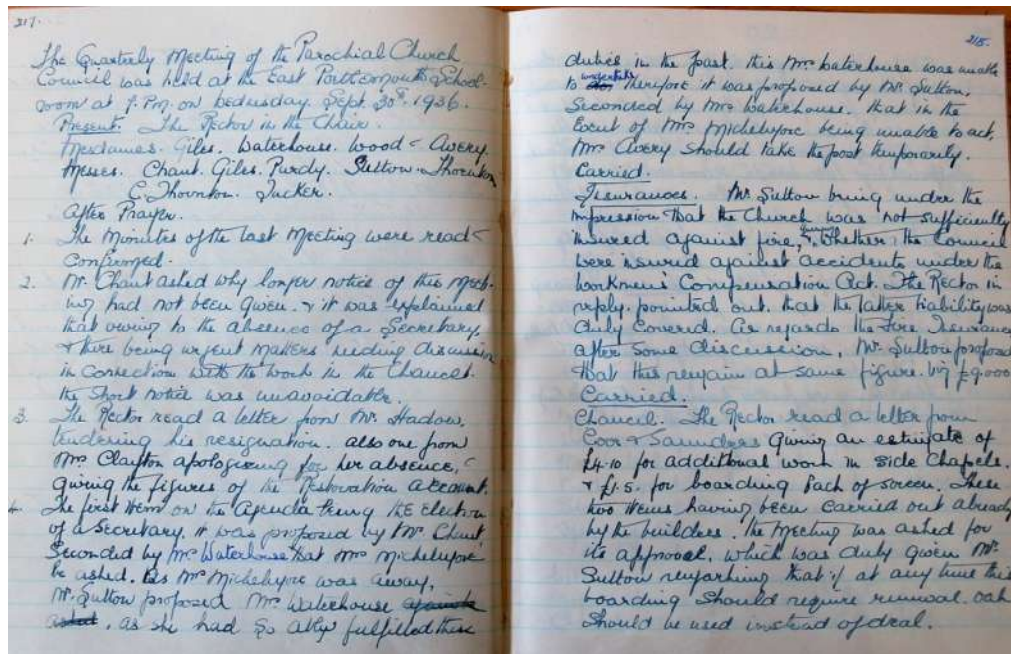 217.
The Quarterly Meeting of the Parochial Church
Council was held at the East Portlemouth School-
room at 7. P.m. on Wednesday. Sept. 30th. 1936.
Present. The Rector in the Chair.
Mesdames. Giles. Waterhouse. Wood & Avery.
Messrs. Chant. Giles. Purdy. Sutton. Thornton
C. Thornton. Tucker.
After Prayer.
1. The Minutes of the last Meeting were read &
confirmed.
2. Mr. Chant asked why longer notice of this meet-
ing had not been given. & it was explained
that owing to the absence of a Secretary,
& there being urgent matters needing discussion
in connection with the work in the Chancel.
the short notice was unavoidable.
3. The Rector read a letter from Mr. Hadow,
tendering his resignation. also one from
Mrs Clayton apologising for her absence, &
giving the figures of the Restoration account.
4. The first item on the Agenda being the election
of a Secretary, it was proposed by Mr. Chant,
Seconded by Mrs Waterhouse that Mrs Michelmore
be asked. As Mrs Michelmore was away,
Mr. Sutton proposed Mrs. Waterhouse
asked, as she had so ably fulfilled these
215.
duties in the past. this Mrs Waterhouse was unable
to undertake therefore it was proposed by Mr. Sutton,
Seconded by Mrs Waterhouse. that in the
Event of Mrs Michelmore being unable to act,
Mrs Avery should take the post temporarily.
Carried.
Insurances. Mr. Sutton being under the
impression that the Church was not sufficiently
insured against fire, & whether the Council
were insured against accidents under the
Workmen's Compensation Act. The Rector in
reply. pointed out that the latter liability was
duly covered. As regards the Fire Insurance
after some discussion, Mr. Sutton proposed
that this remain at same figure. viz £9,000
Carried.
Chancel. The Rector read a letter from
Coor & Saunders giving an estimate of
£4-10 for additional work in side Chapels.
& £1.5. for boarding back of screen. These
two items having been carried out already
by the builders. the Meeting was asked for
its approval, which was duly given Mr.
Sutton remarking that if at any time this
boarding should require renewal. oak
should be used instead of deal.